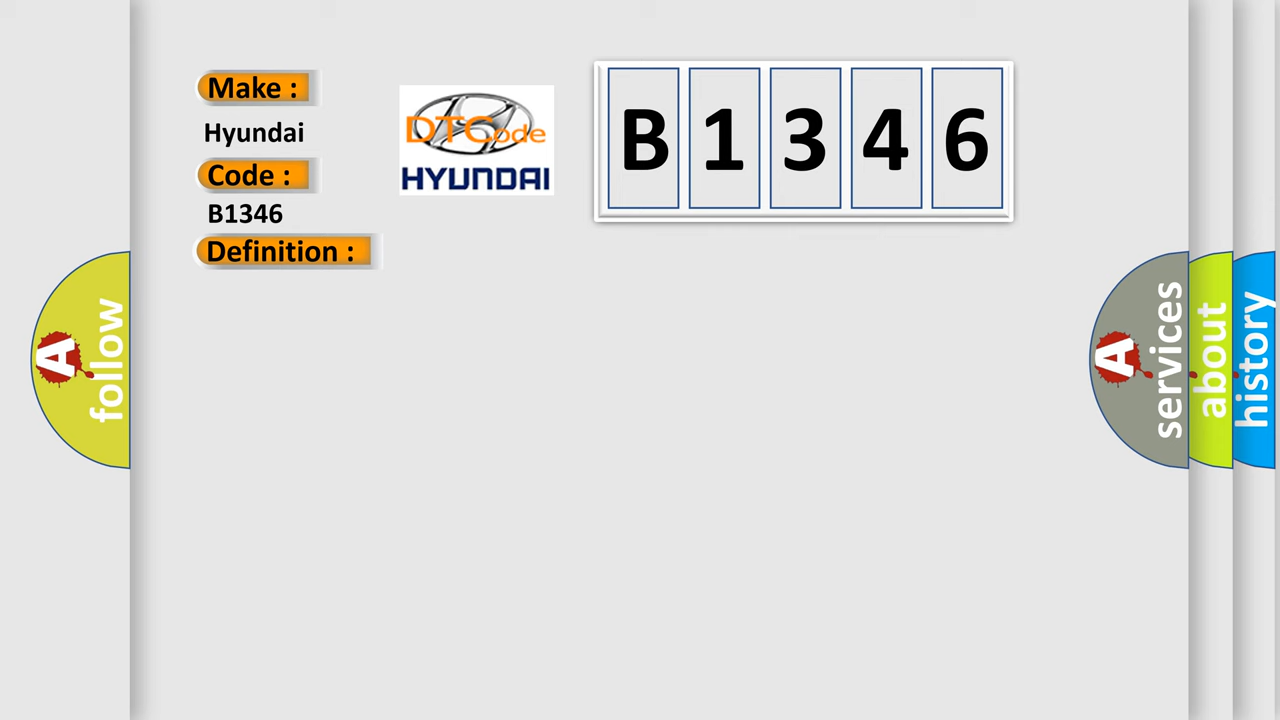 Make :
Hyundai
Code :
B1346
Definition :
DTCode
HYUNDAI
B 1 3 4 6
A follow
A services
about
history